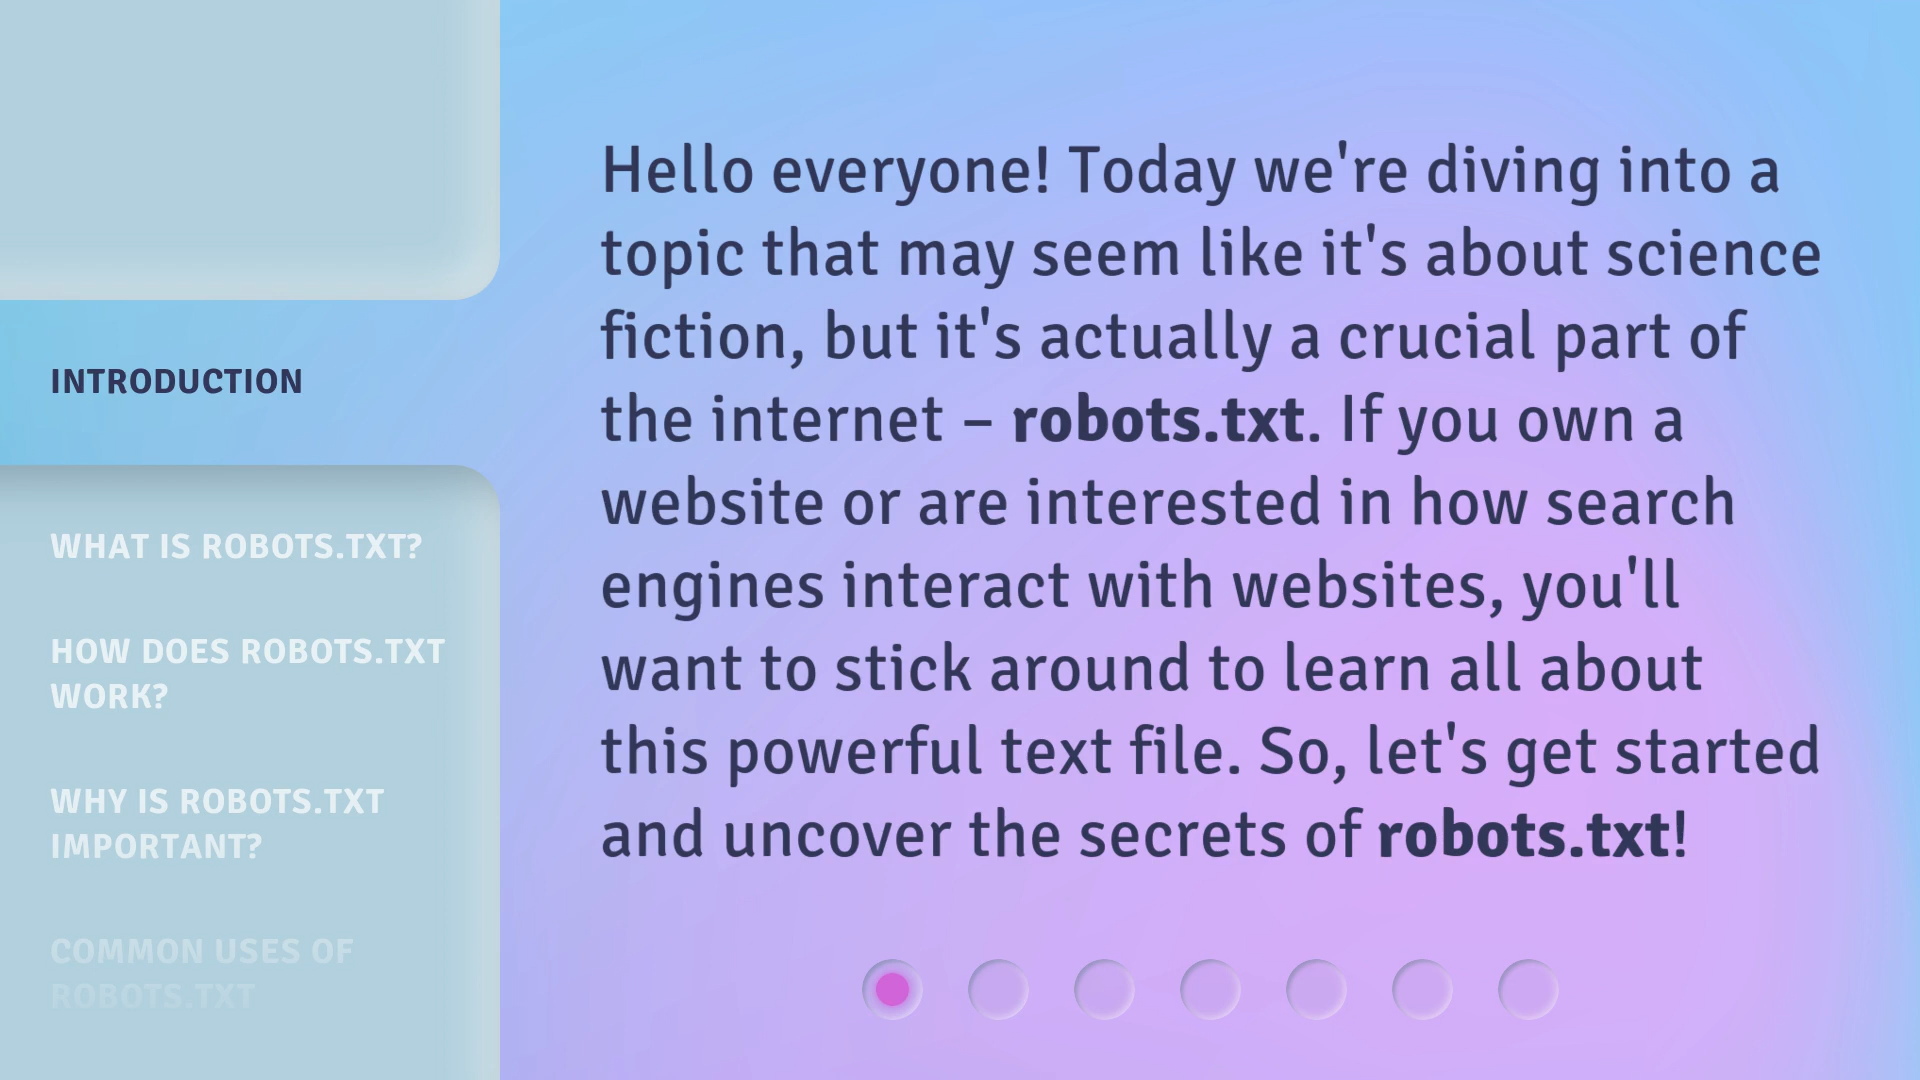 INTRODUCTION
WHAT IS ROBOTS.TXT?
HOW DOES ROBOTS.TXT
WORK?
WHY IS ROBOTS.TXT
IMPORTANT?
COMMON USES OF
ROBOTS.TXT
Hello everyone! Today we're diving into a
topic that may seem like it's about science
fiction, but it's actually a crucial part of
the internet – robots.txt. If you own a
website or are interested in how search
engines interact with websites, you'll
want to stick around to learn all about
this powerful text file. So, let's get started
and uncover the secrets of robots.txt!